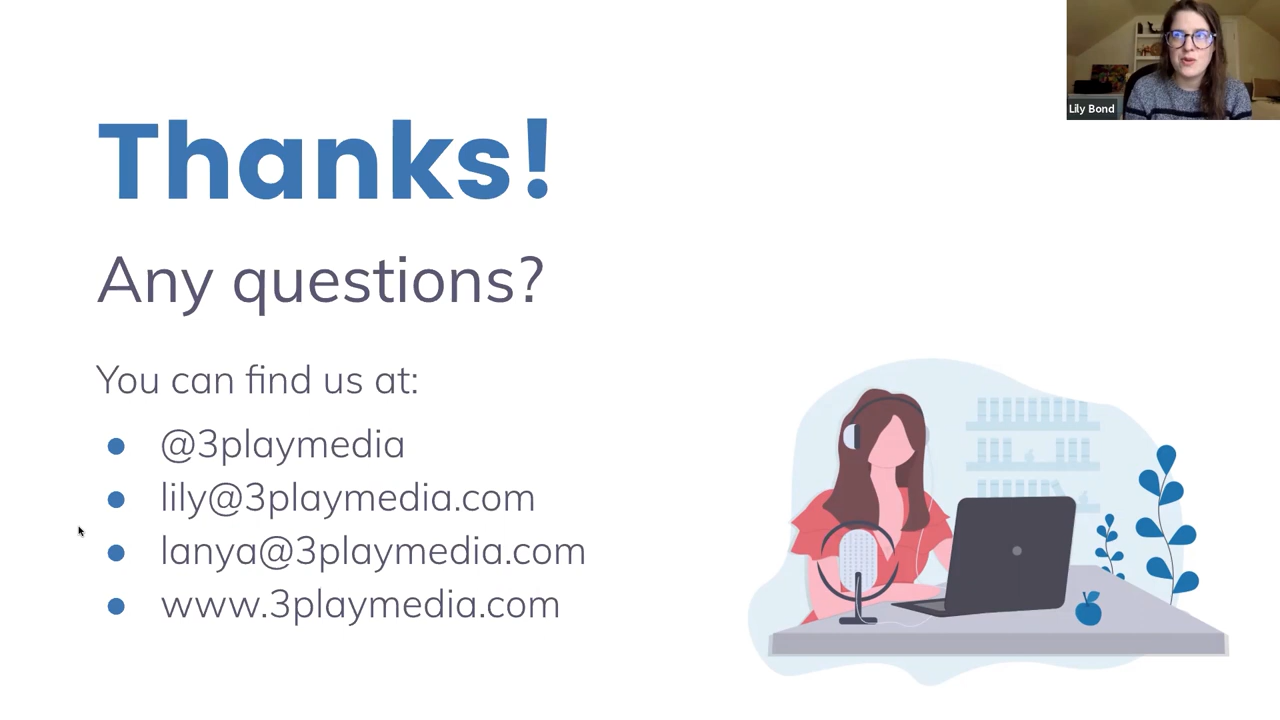 Thanks!
Any questions?
You can find us at:
● @3playmedia
● lily@3playmedia.com
● lanya@3playmedia.com
● www.3playmedia.com
Lily Bond